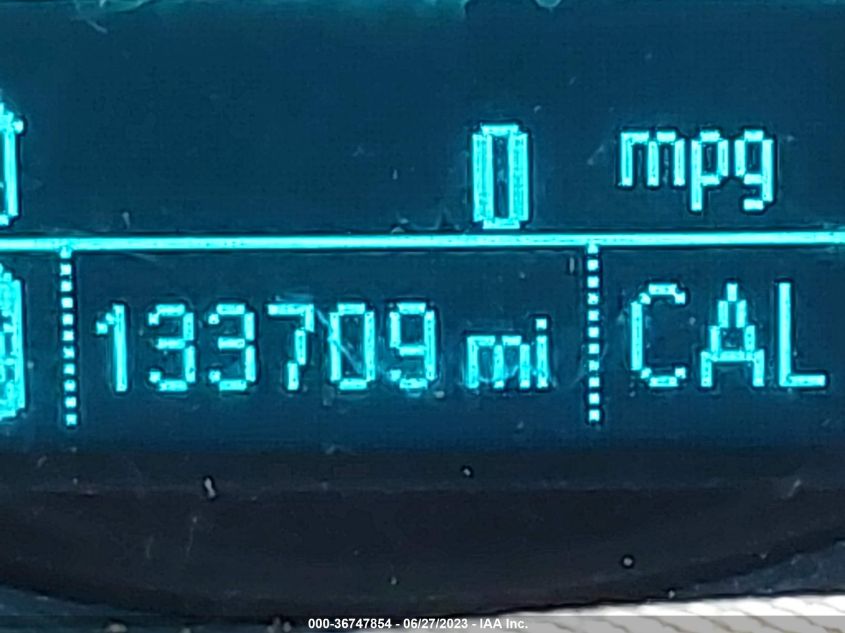 0 mpg
133709 mi CAL
000-36747854 - 06/27/2023 - IAA Inc.